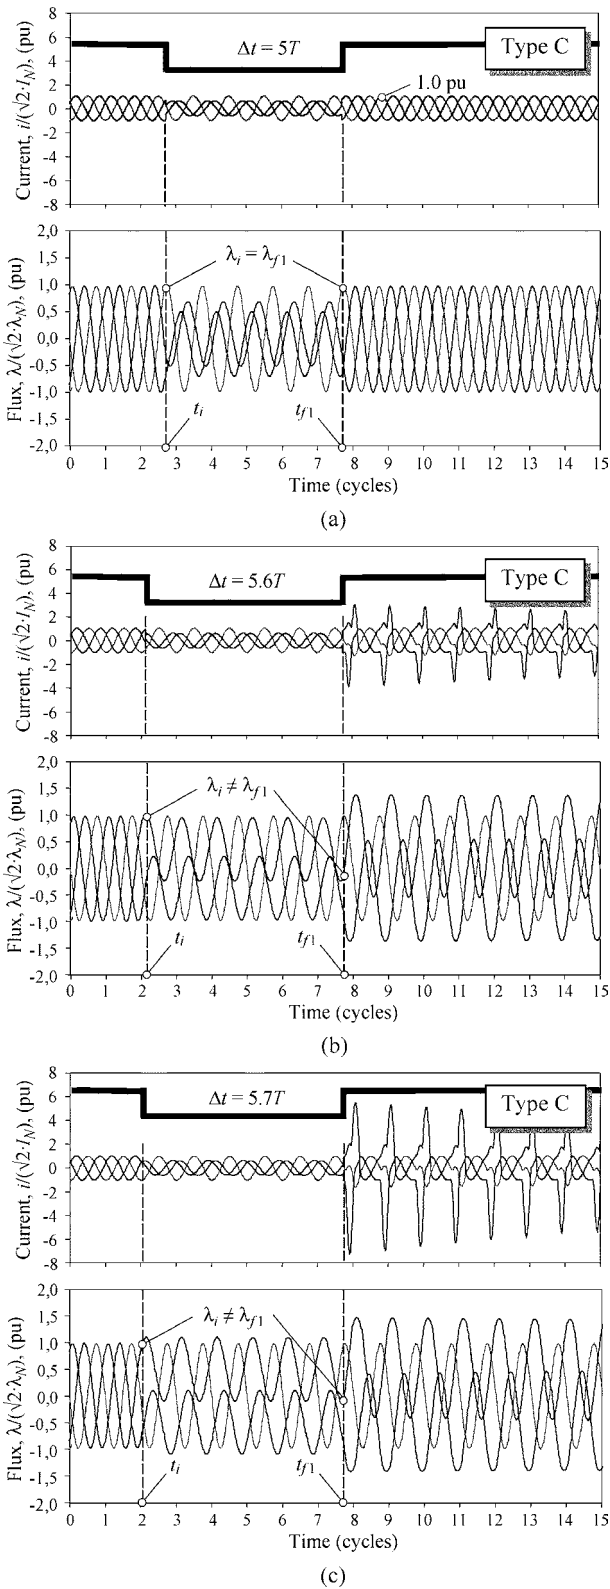 8
6
4
2
0
-2
-4
-6
-8
Current, i/(√2·I_N), (pu)
Δt = 5T
Type C
1.0 pu
2,0
1,5
1,0
0,5
0,0
-0,5
-1,0
-1,5
-2,0
Flux, λ/(√2·λ_N), (pu)
λ_i = λ_f1
t_i
t_f1
0 1 2 3 4 5 6 7 8 9 10 11 12 13 14 15
Time (cycles)
(a)
8
6
4
2
0
-2
-4
-6
-8
Current, i/(√2·I_N), (pu)
Δt = 5.6T
Type C
2,0
1,5
1,0
0,5
0,0
-0,5
-1,0
-1,5
-2,0
Flux, λ/(√2·λ_N), (pu)
λ_i ≠ λ_f1
t_i
t_f1
0 1 2 3 4 5 6 7 8 9 10 11 12 13 14 15
Time (cycles)
(b)
8
6
4
2
0
-2
-4
-6
-8
Current, i/(√2·I_N), (pu)
Δt = 5.7T
Type C
2,0
1,5
1,0
0,5
0,0
-0,5
-1,0
-1,5
-2,0
Flux, λ/(√2·λ_N), (pu)
λ_i ≠ λ_f1
t_i
t_f1
0 1 2 3 4 5 6 7 8 9 10 11 12 13 14 15
Time (cycles)
(c)